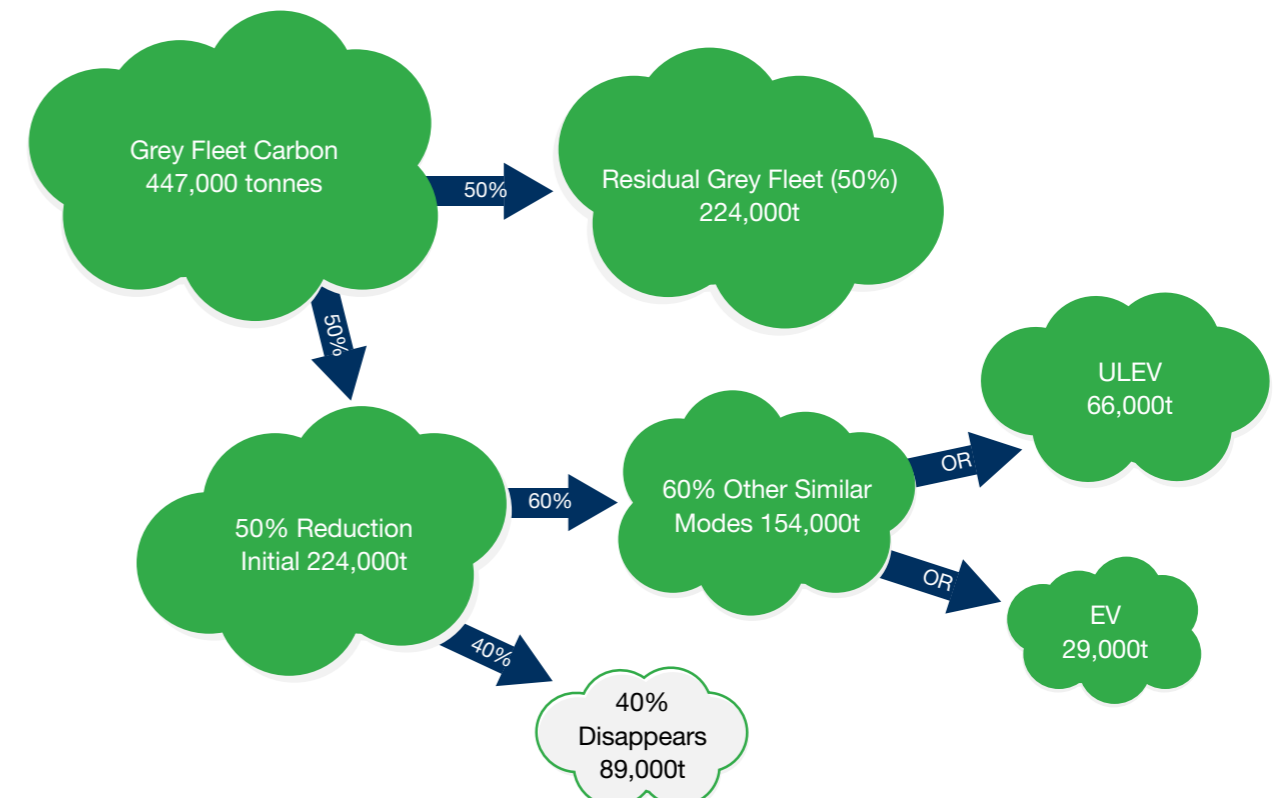 Grey Fleet Carbon
447,000 tonnes
50%
Residual Grey Fleet (50%)
224,000t
50%
50% Reduction
Initial 224,000t
60%
60% Other Similar
Modes 154,000t
OR
ULEV
66,000t
OR
EV
29,000t
40%
40%
Disappears
89,000t